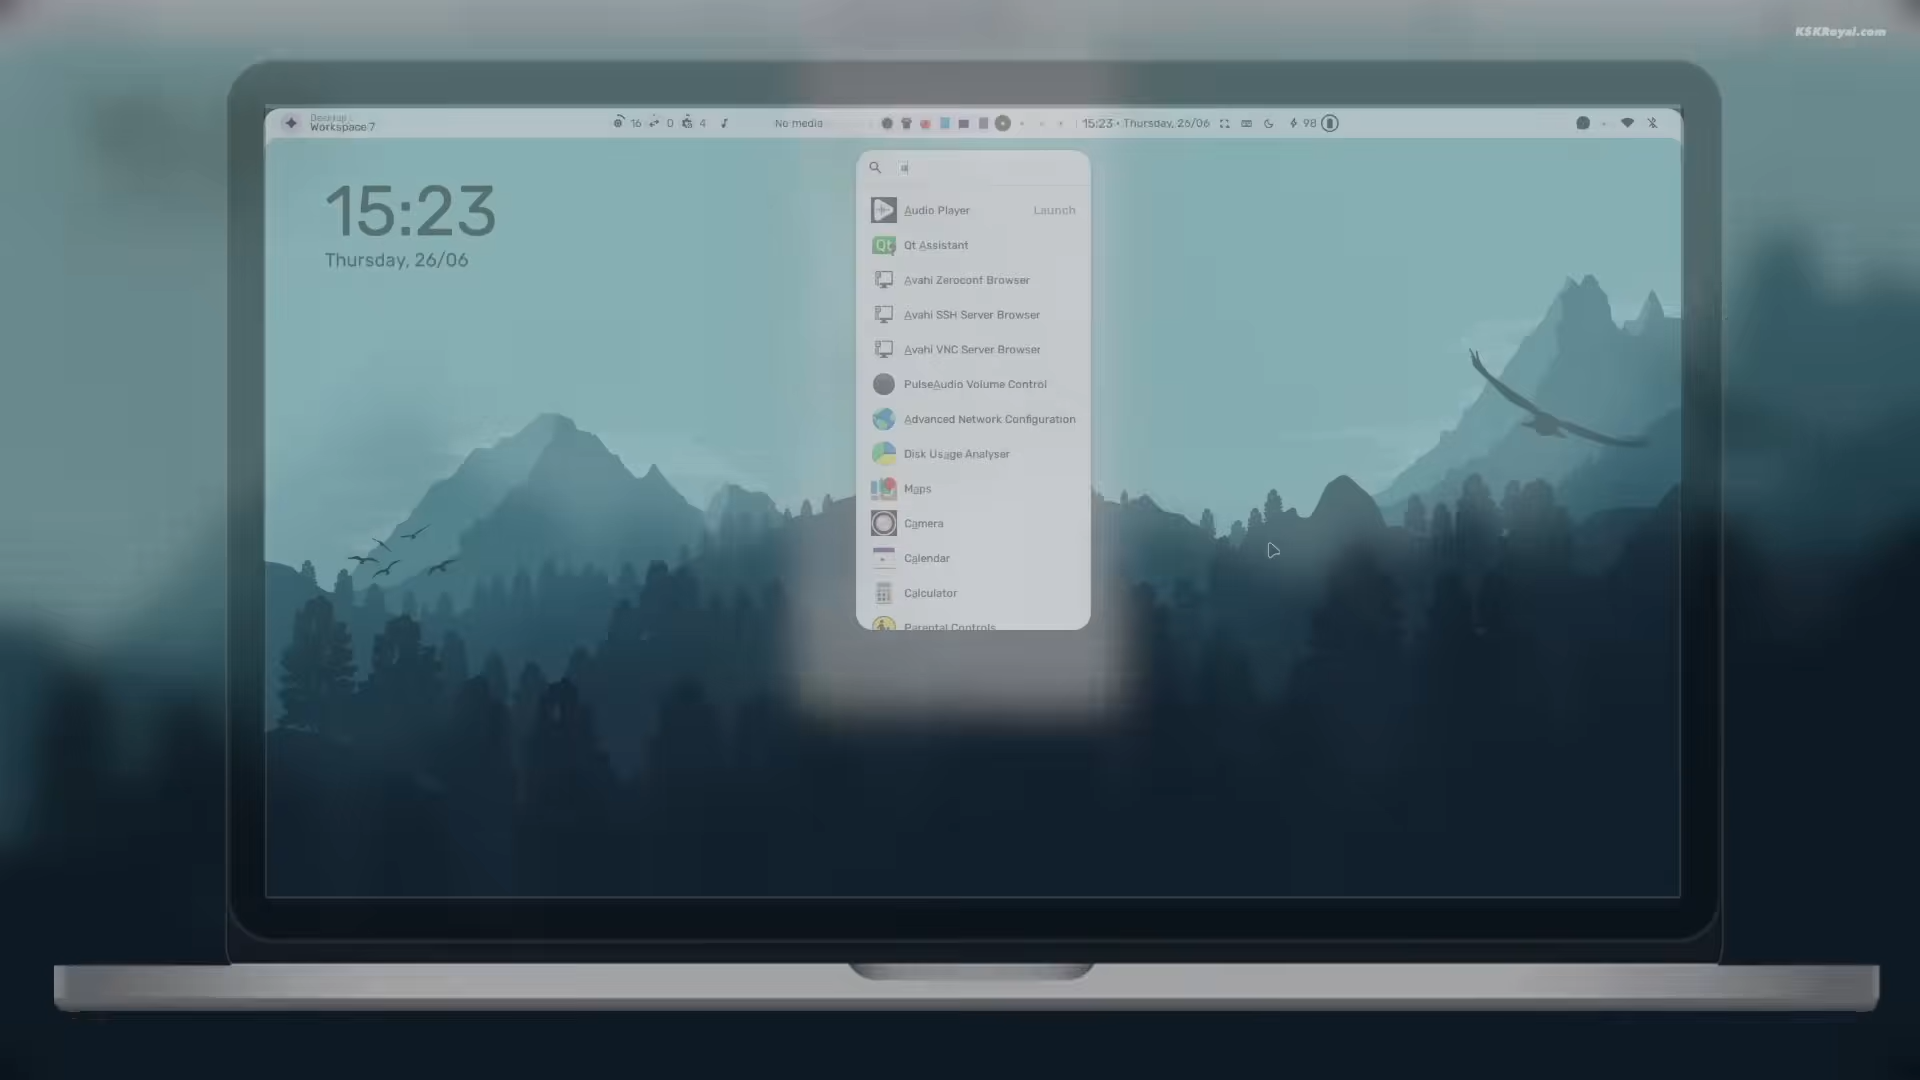 KSKRoyal.com
Desktop
Workspace 7
16 0 4
No media
15:23 • Thursday, 26/06
98
15:23
Thursday, 26/06
a
Audio Player Launch
Qt Assistant
Avahi Zeroconf Browser
Avahi SSH Server Browser
Avahi VNC Server Browser
PulseAudio Volume Control
Advanced Network Configuration
Disk Usage Analyser
Maps
Camera
Calendar
Calculator
Parental Controls